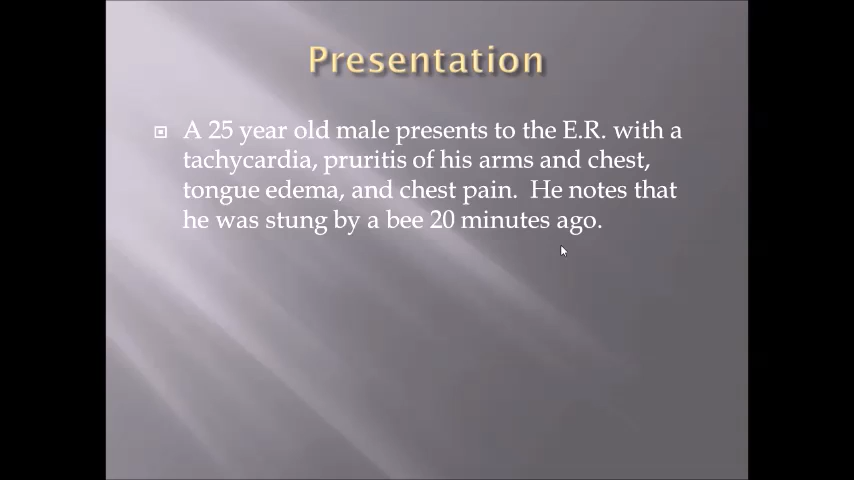 Presentation
A 25 year old male presents to the E.R. with a
tachycardia, pruritis of his arms and chest,
tongue edema, and chest pain.  He notes that
he was stung by a bee 20 minutes ago.